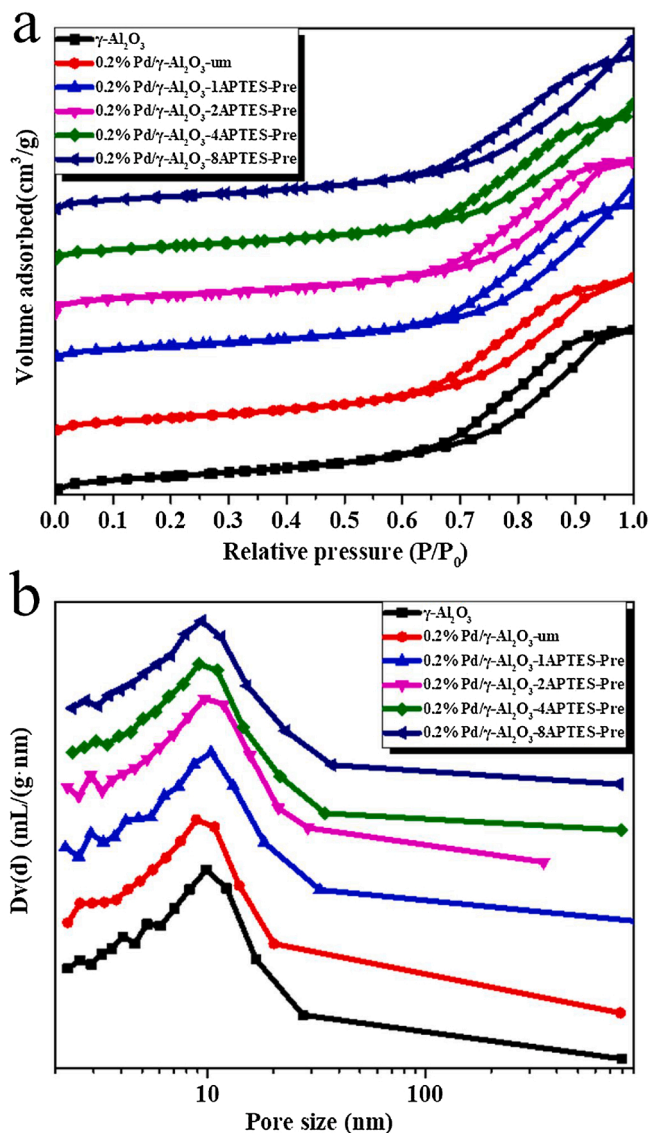 a
γ-Al₂O₃
0.2% Pd/γ-Al₂O₃-um
0.2% Pd/γ-Al₂O₃-1APTES-Pre
0.2% Pd/γ-Al₂O₃-2APTES-Pre
0.2% Pd/γ-Al₂O₃-4APTES-Pre
0.2% Pd/γ-Al₂O₃-8APTES-Pre
Volume adsorbed(cm³/g)
0.0 0.1 0.2 0.3 0.4 0.5 0.6 0.7 0.8 0.9 1.0
Relative pressure (P/P₀)
b
γ-Al₂O₃
0.2% Pd/γ-Al₂O₃-um
0.2% Pd/γ-Al₂O₃-1APTES-Pre
0.2% Pd/γ-Al₂O₃-2APTES-Pre
0.2% Pd/γ-Al₂O₃-4APTES-Pre
0.2% Pd/γ-Al₂O₃-8APTES-Pre
Dv(d) (mL/(g·nm)
10 100
Pore size (nm)